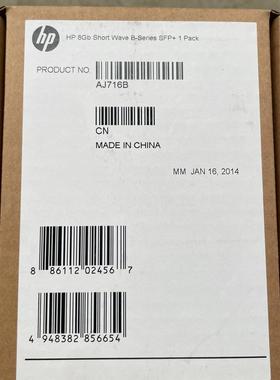 hp HP 8Gb Short Wave B-Series SFP+ 1 Pack
PRODUCT NO.
AJ716B
CN
MADE IN CHINA
MM JAN 16, 2014
8 86112 02456 7
4 948382 856654